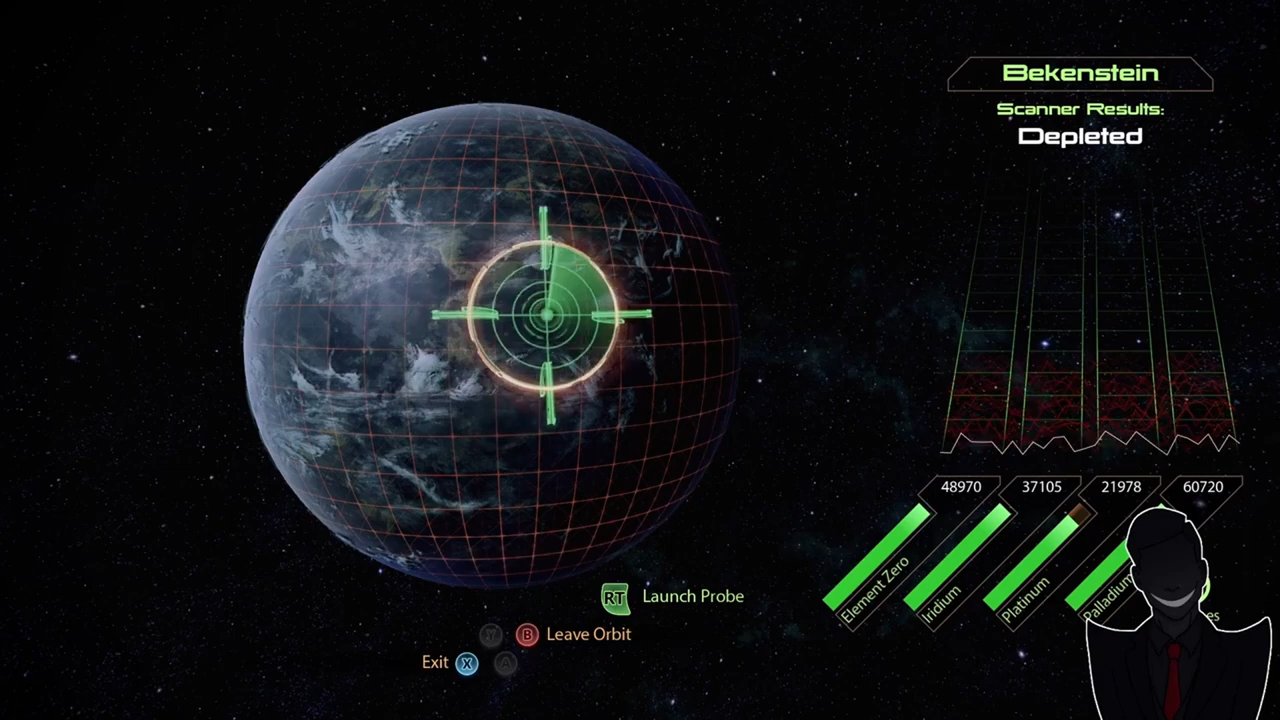 Bekenstein
Scanner Results:
Depleted
48970
37105
21978
60720
Element Zero
Iridium
Platinum
Palladium
RT Launch Probe
Y B Leave Orbit
Exit X A